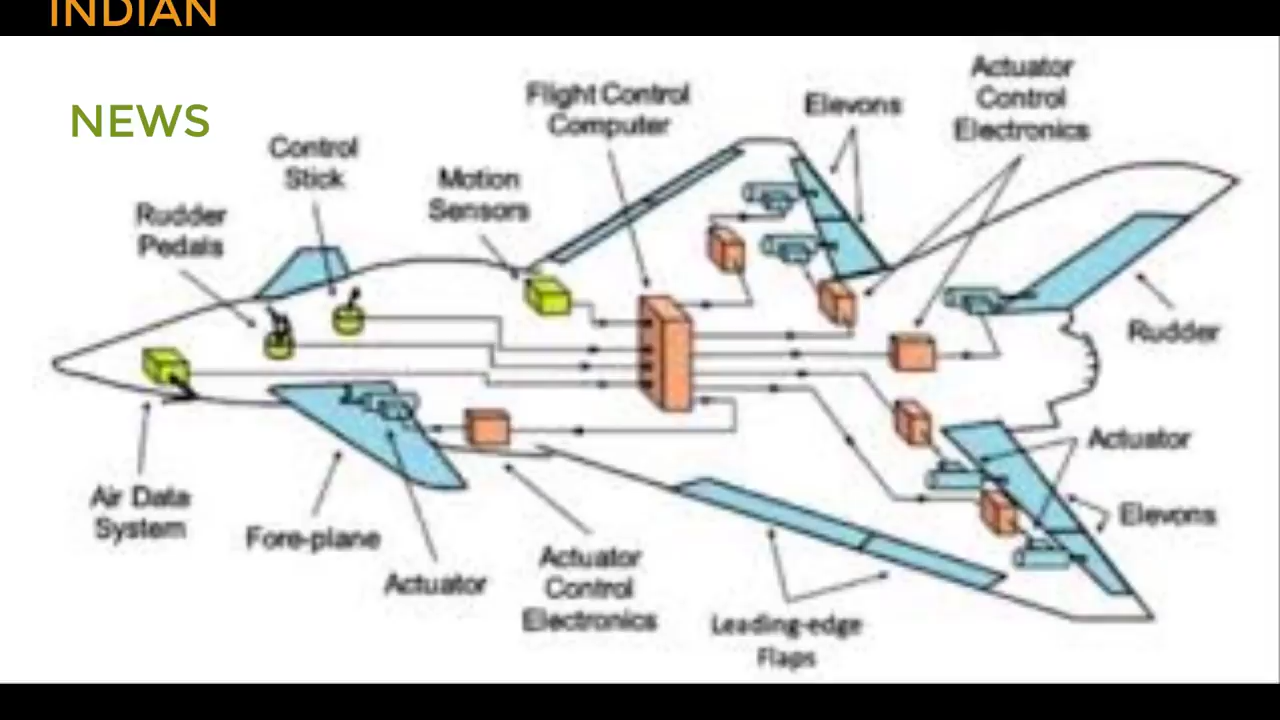 INDIAN
NEWS
Control
Stick
Rudder
Pedals
Motion
Sensors
Flight Control
Computer
Elevons
Actuator
Control
Electronics
Rudder
Actuator
Elevons
Air Data
System
Fore-plane
Actuator
Actuator
Control
Electronics
Leading-edge
Flaps